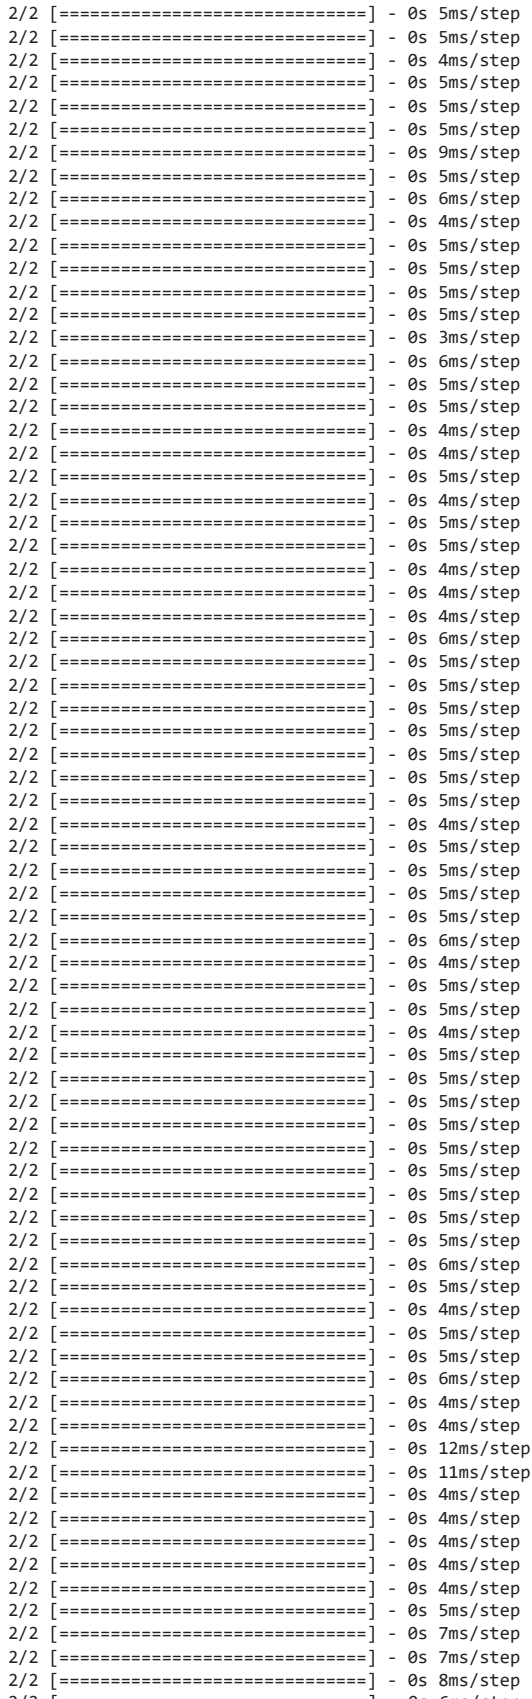 2/2 [==============================] - 0s 5ms/step
2/2 [==============================] - 0s 5ms/step
2/2 [==============================] - 0s 4ms/step
2/2 [==============================] - 0s 5ms/step
2/2 [==============================] - 0s 5ms/step
2/2 [==============================] - 0s 5ms/step
2/2 [==============================] - 0s 9ms/step
2/2 [==============================] - 0s 5ms/step
2/2 [==============================] - 0s 6ms/step
2/2 [==============================] - 0s 4ms/step
2/2 [==============================] - 0s 5ms/step
2/2 [==============================] - 0s 5ms/step
2/2 [==============================] - 0s 5ms/step
2/2 [==============================] - 0s 5ms/step
2/2 [==============================] - 0s 3ms/step
2/2 [==============================] - 0s 6ms/step
2/2 [==============================] - 0s 5ms/step
2/2 [==============================] - 0s 5ms/step
2/2 [==============================] - 0s 4ms/step
2/2 [==============================] - 0s 4ms/step
2/2 [==============================] - 0s 5ms/step
2/2 [==============================] - 0s 4ms/step
2/2 [==============================] - 0s 5ms/step
2/2 [==============================] - 0s 5ms/step
2/2 [==============================] - 0s 4ms/step
2/2 [==============================] - 0s 4ms/step
2/2 [==============================] - 0s 4ms/step
2/2 [==============================] - 0s 6ms/step
2/2 [==============================] - 0s 5ms/step
2/2 [==============================] - 0s 5ms/step
2/2 [==============================] - 0s 5ms/step
2/2 [==============================] - 0s 5ms/step
2/2 [==============================] - 0s 5ms/step
2/2 [==============================] - 0s 5ms/step
2/2 [==============================] - 0s 5ms/step
2/2 [==============================] - 0s 4ms/step
2/2 [==============================] - 0s 5ms/step
2/2 [==============================] - 0s 5ms/step
2/2 [==============================] - 0s 5ms/step
2/2 [==============================] - 0s 5ms/step
2/2 [==============================] - 0s 6ms/step
2/2 [==============================] - 0s 4ms/step
2/2 [==============================] - 0s 5ms/step
2/2 [==============================] - 0s 5ms/step
2/2 [==============================] - 0s 4ms/step
2/2 [==============================] - 0s 5ms/step
2/2 [==============================] - 0s 5ms/step
2/2 [==============================] - 0s 5ms/step
2/2 [==============================] - 0s 5ms/step
2/2 [==============================] - 0s 5ms/step
2/2 [==============================] - 0s 5ms/step
2/2 [==============================] - 0s 5ms/step
2/2 [==============================] - 0s 5ms/step
2/2 [==============================] - 0s 5ms/step
2/2 [==============================] - 0s 6ms/step
2/2 [==============================] - 0s 5ms/step
2/2 [==============================] - 0s 4ms/step
2/2 [==============================] - 0s 5ms/step
2/2 [==============================] - 0s 5ms/step
2/2 [==============================] - 0s 6ms/step
2/2 [==============================] - 0s 4ms/step
2/2 [==============================] - 0s 4ms/step
2/2 [==============================] - 0s 12ms/step
2/2 [==============================] - 0s 11ms/step
2/2 [==============================] - 0s 4ms/step
2/2 [==============================] - 0s 4ms/step
2/2 [==============================] - 0s 4ms/step
2/2 [==============================] - 0s 4ms/step
2/2 [==============================] - 0s 4ms/step
2/2 [==============================] - 0s 5ms/step
2/2 [==============================] - 0s 7ms/step
2/2 [==============================] - 0s 7ms/step
2/2 [==============================] - 0s 8ms/step